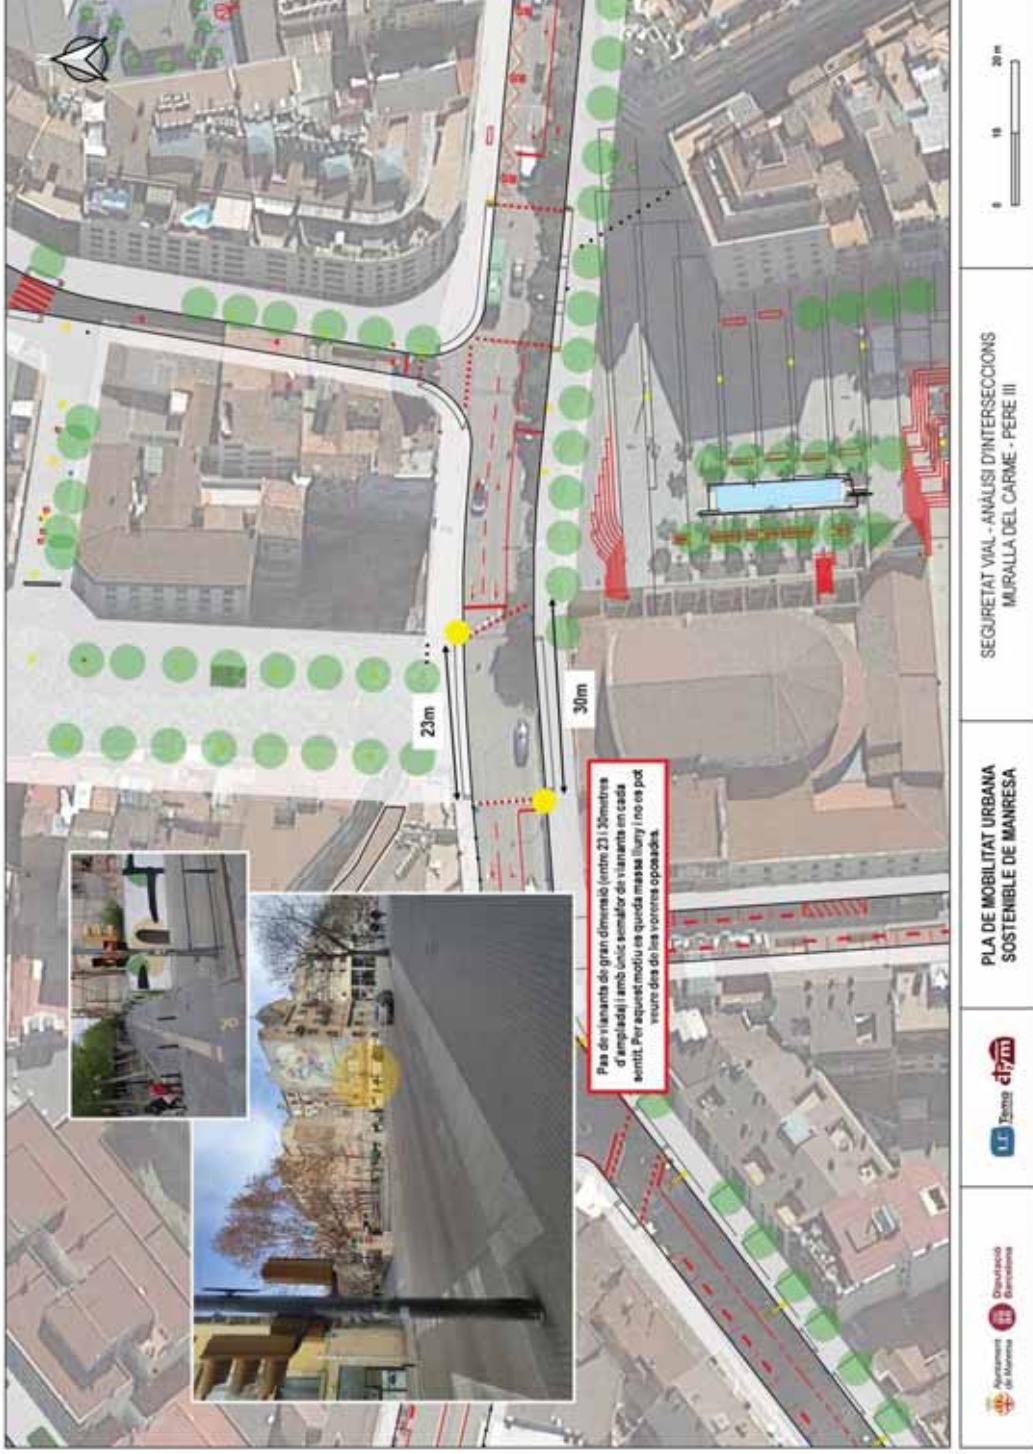 23m
30m
Pas de vianants de gran dimensió (entre 23 i 30metres
d'amplada) i amb únic semàfor de vianants en cada
sentit. Per aquest motiu es queda massa lluny i no es pot
veure des de les voreres oposades.
Ajuntament
de Manresa
Diputació
Barcelona
Tema
dfym
PLA DE MOBILITAT URBANA
SOSTENIBLE DE MANRESA
SEGURETAT VIAL - ANÀLISI D'INTERSECCIONS
MURALLA DEL CARME - PERE III
0 10 20 m